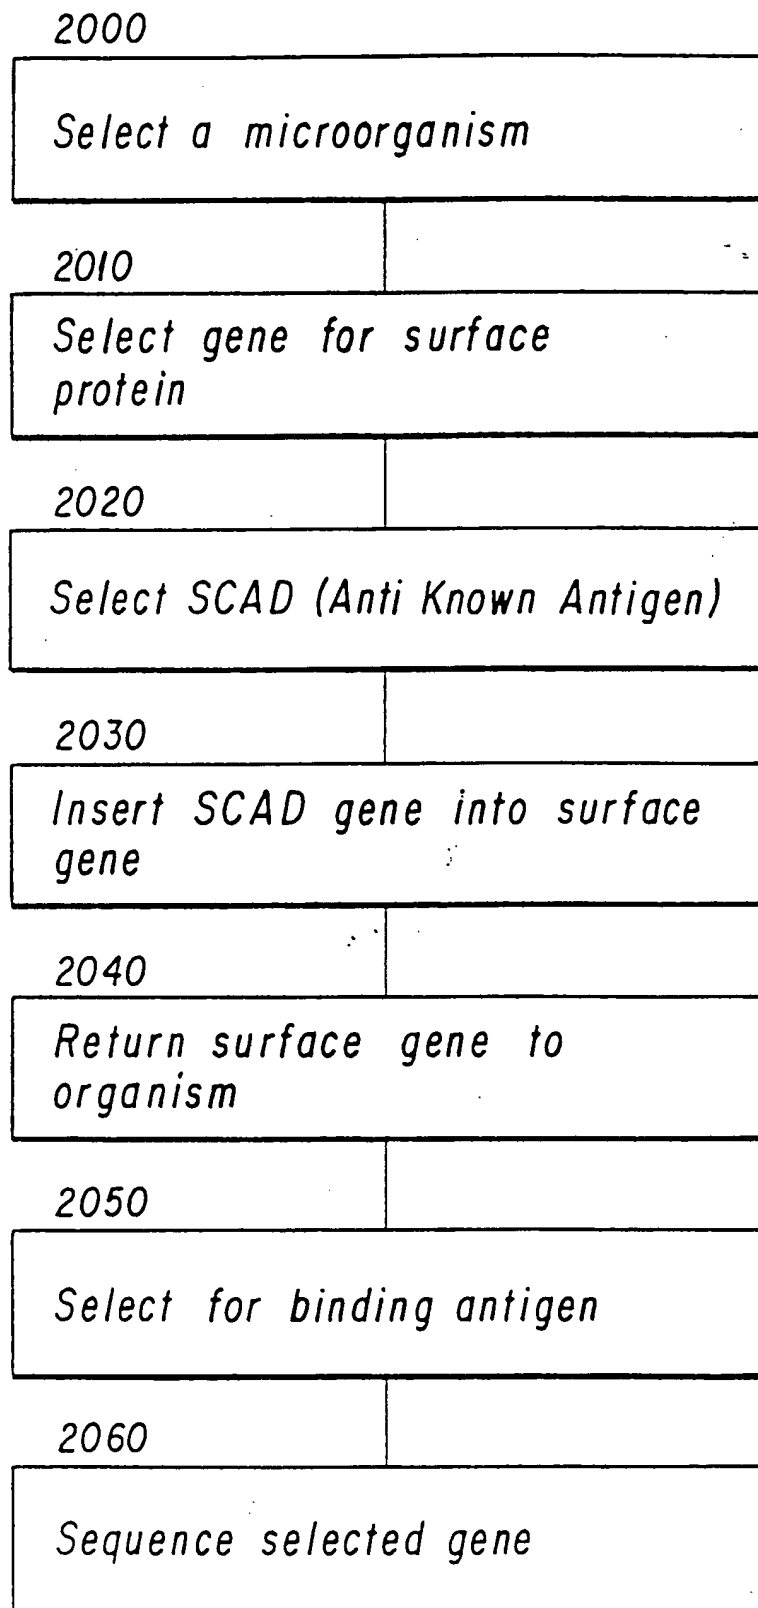 2000
Select a microorganism
2010
Select gene for surface
protein
2020
Select SCAD (Anti Known Antigen)
2030
Insert SCAD gene into surface
gene
2040
Return surface gene to
organism
2050
Select for binding antigen
2060
Sequence selected gene